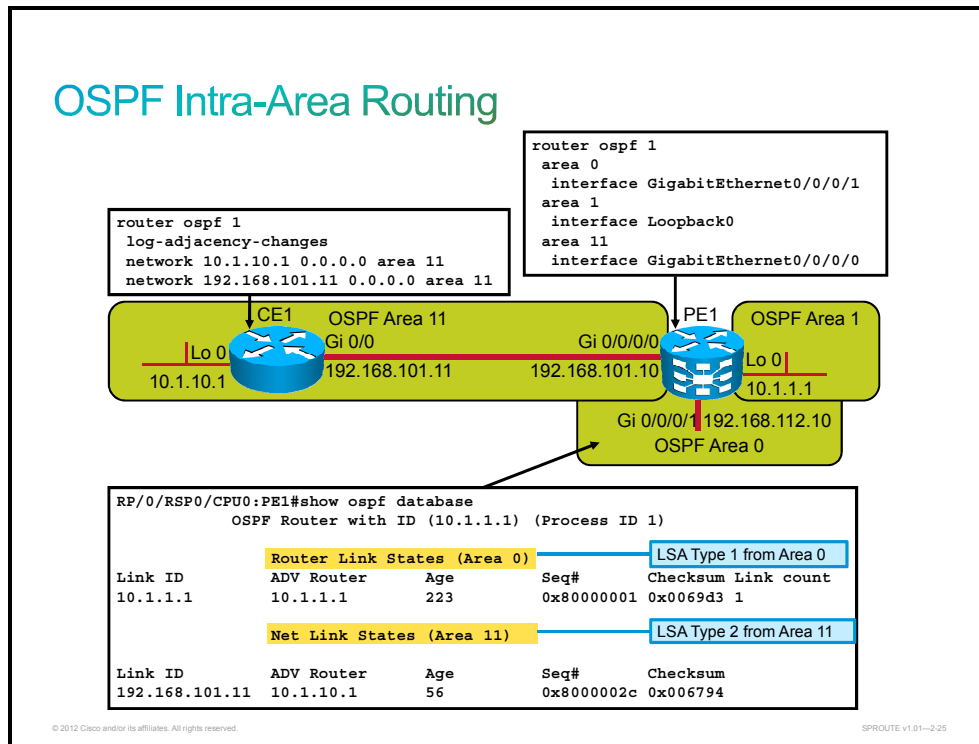 OSPF Intra-Area Routing
router ospf 1
area 0
interface GigabitEthernet0/0/0/1
area 1
interface Loopback0
area 11
interface GigabitEthernet0/0/0/0
router ospf 1
log-adjacency-changes
network 10.1.10.1 0.0.0.0 area 11
network 192.168.101.11 0.0.0.0 area 11
CE1
OSPF Area 11
PE1
OSPF Area 1
Lo 0
Gi 0/0
Gi 0/0/0/0
Lo 0
10.1.10.1
192.168.101.11
192.168.101.10
10.1.1.1
Gi 0/0/0/1 192.168.112.10
OSPF Area 0
RP/0/RSP0/CPU0:PE1#show ospf database
OSPF Router with ID (10.1.1.1) (Process ID 1)
Router Link States (Area 0)
LSA Type 1 from Area 0
Link ID ADV Router Age Seq# Checksum Link count
10.1.1.1 10.1.1.1 223 0x80000001 0x0069d3 1
Net Link States (Area 11)
LSA Type 2 from Area 11
Link ID ADV Router Age Seq# Checksum
192.168.101.11 10.1.10.1 56 0x8000002c 0x006794
© 2012 Cisco and/or its affiliates. All rights reserved.
SPROUTE v1.01—2-25